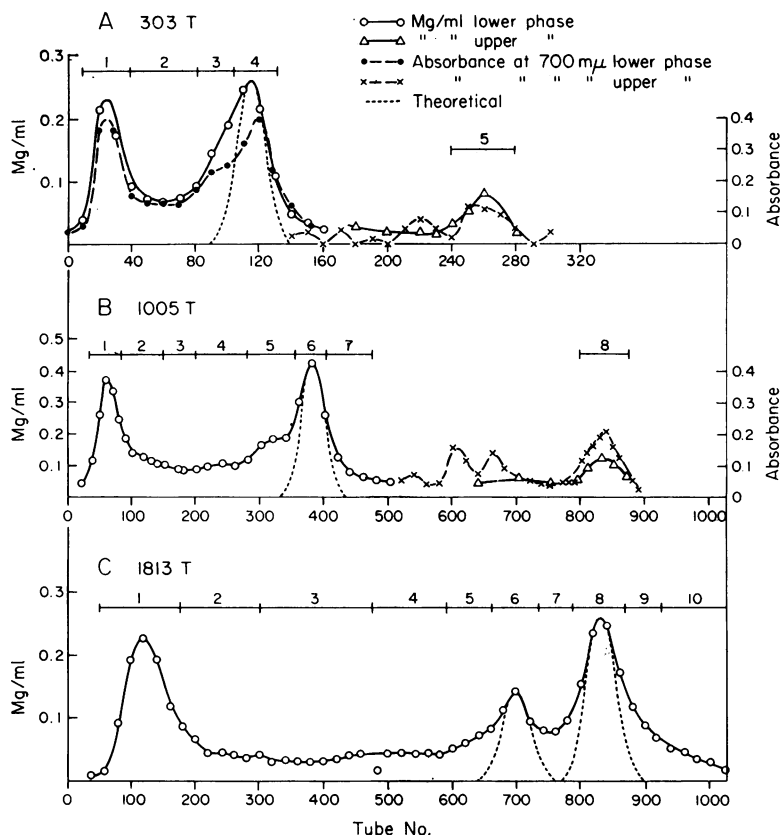 A 303 T
Mg/ml lower phase
" " upper "
Absorbance at 700 mμ lower phase
" " " " upper "
Theoretical
1 2 3 4
5
0.3
0.2
0.1
Mg/ml
0.4
0.3
0.2
0.1
0
Absorbance
0 40 80 120 160 200 240 280 320
B 1005 T
1 2 3 4 5 6 7 8
0.5
0.4
0.3
0.2
0.1
Mg/ml
0.4
0.3
0.2
0.1
0
Absorbance
0 100 200 300 400 500 600 700 800 900 1000
C 1813 T
1 2 3 4 5 6 7 8 9 10
0.3
0.2
0.1
Mg/ml
0 100 200 300 400 500 600 700 800 900 1000
Tube No.